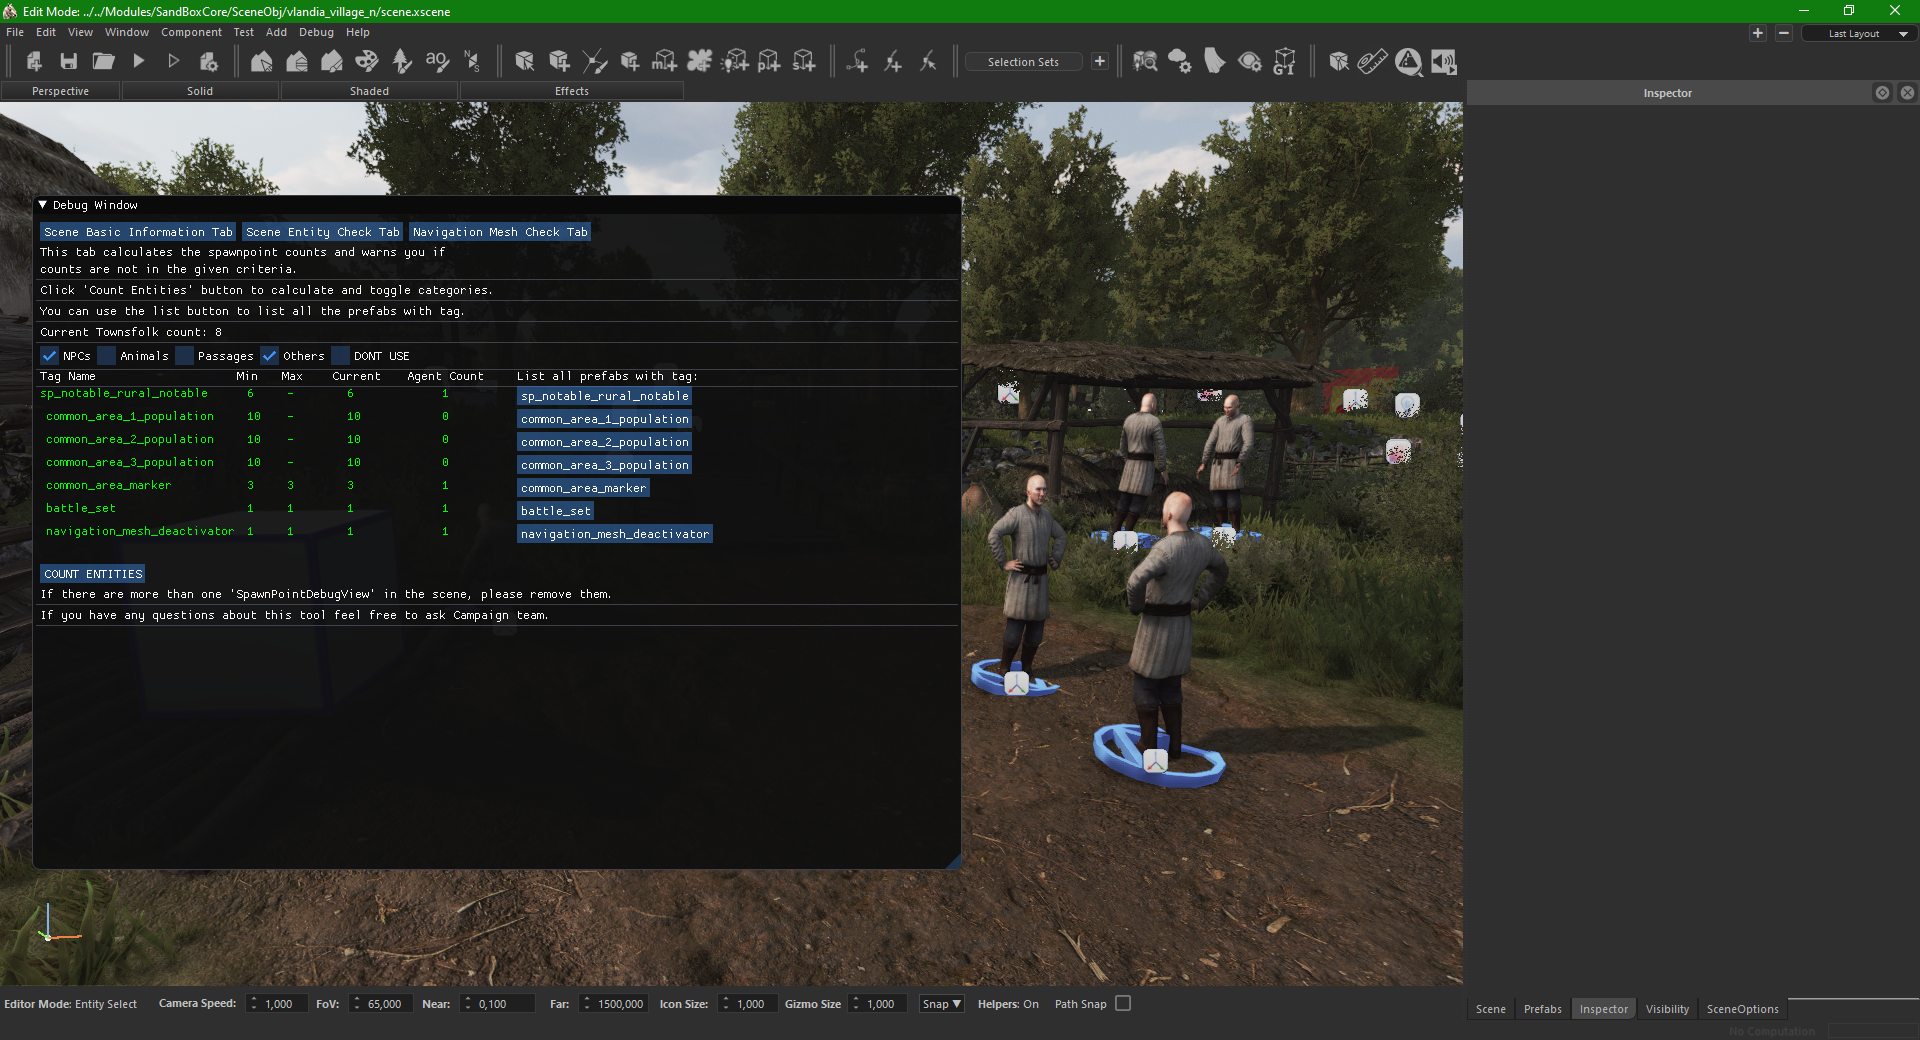 Edit Mode: ../../Modules/SandBoxCore/SceneObj/vlandia_village_n/scene.xscene
File Edit View Window Component Test Add Debug Help
Last Layout
Selection Sets
GI
Perspective Solid Shaded Effects
Inspector
Debug Window
Scene Basic Information Tab Scene Entity Check Tab Navigation Mesh Check Tab
This tab calculates the spawnpoint counts and warns you if
counts are not in the given criteria.
Click 'Count Entities' button to calculate and toggle categories.
You can use the list button to list all the prefabs with tag.
Current Townsfolk count: 8
NPCs Animals Passages Others DONT USE
Tag Name Min Max Current Agent Count List all prefabs with tag:
sp_notable_rural_notable 6 - 6 1 sp_notable_rural_notable
common_area_1_population 10 - 10 0 common_area_1_population
common_area_2_population 10 - 10 0 common_area_2_population
common_area_3_population 10 - 10 0 common_area_3_population
common_area_marker 3 3 3 1 common_area_marker
battle_set 1 1 1 1 battle_set
navigation_mesh_deactivator 1 1 1 1 navigation_mesh_deactivator
COUNT ENTITIES
If there are more than one 'SpawnPointDebugView' in the scene, please remove them.
If you have any questions about this tool feel free to ask Campaign team.
Editor Mode: Entity Select Camera Speed: 1,000 FoV: 65,000 Near: 0,100 Far: 1500,000 Icon Size: 1,000 Gizmo Size 1,000 Snap Helpers: On Path Snap
Scene Prefabs Inspector Visibility SceneOptions
No Computation